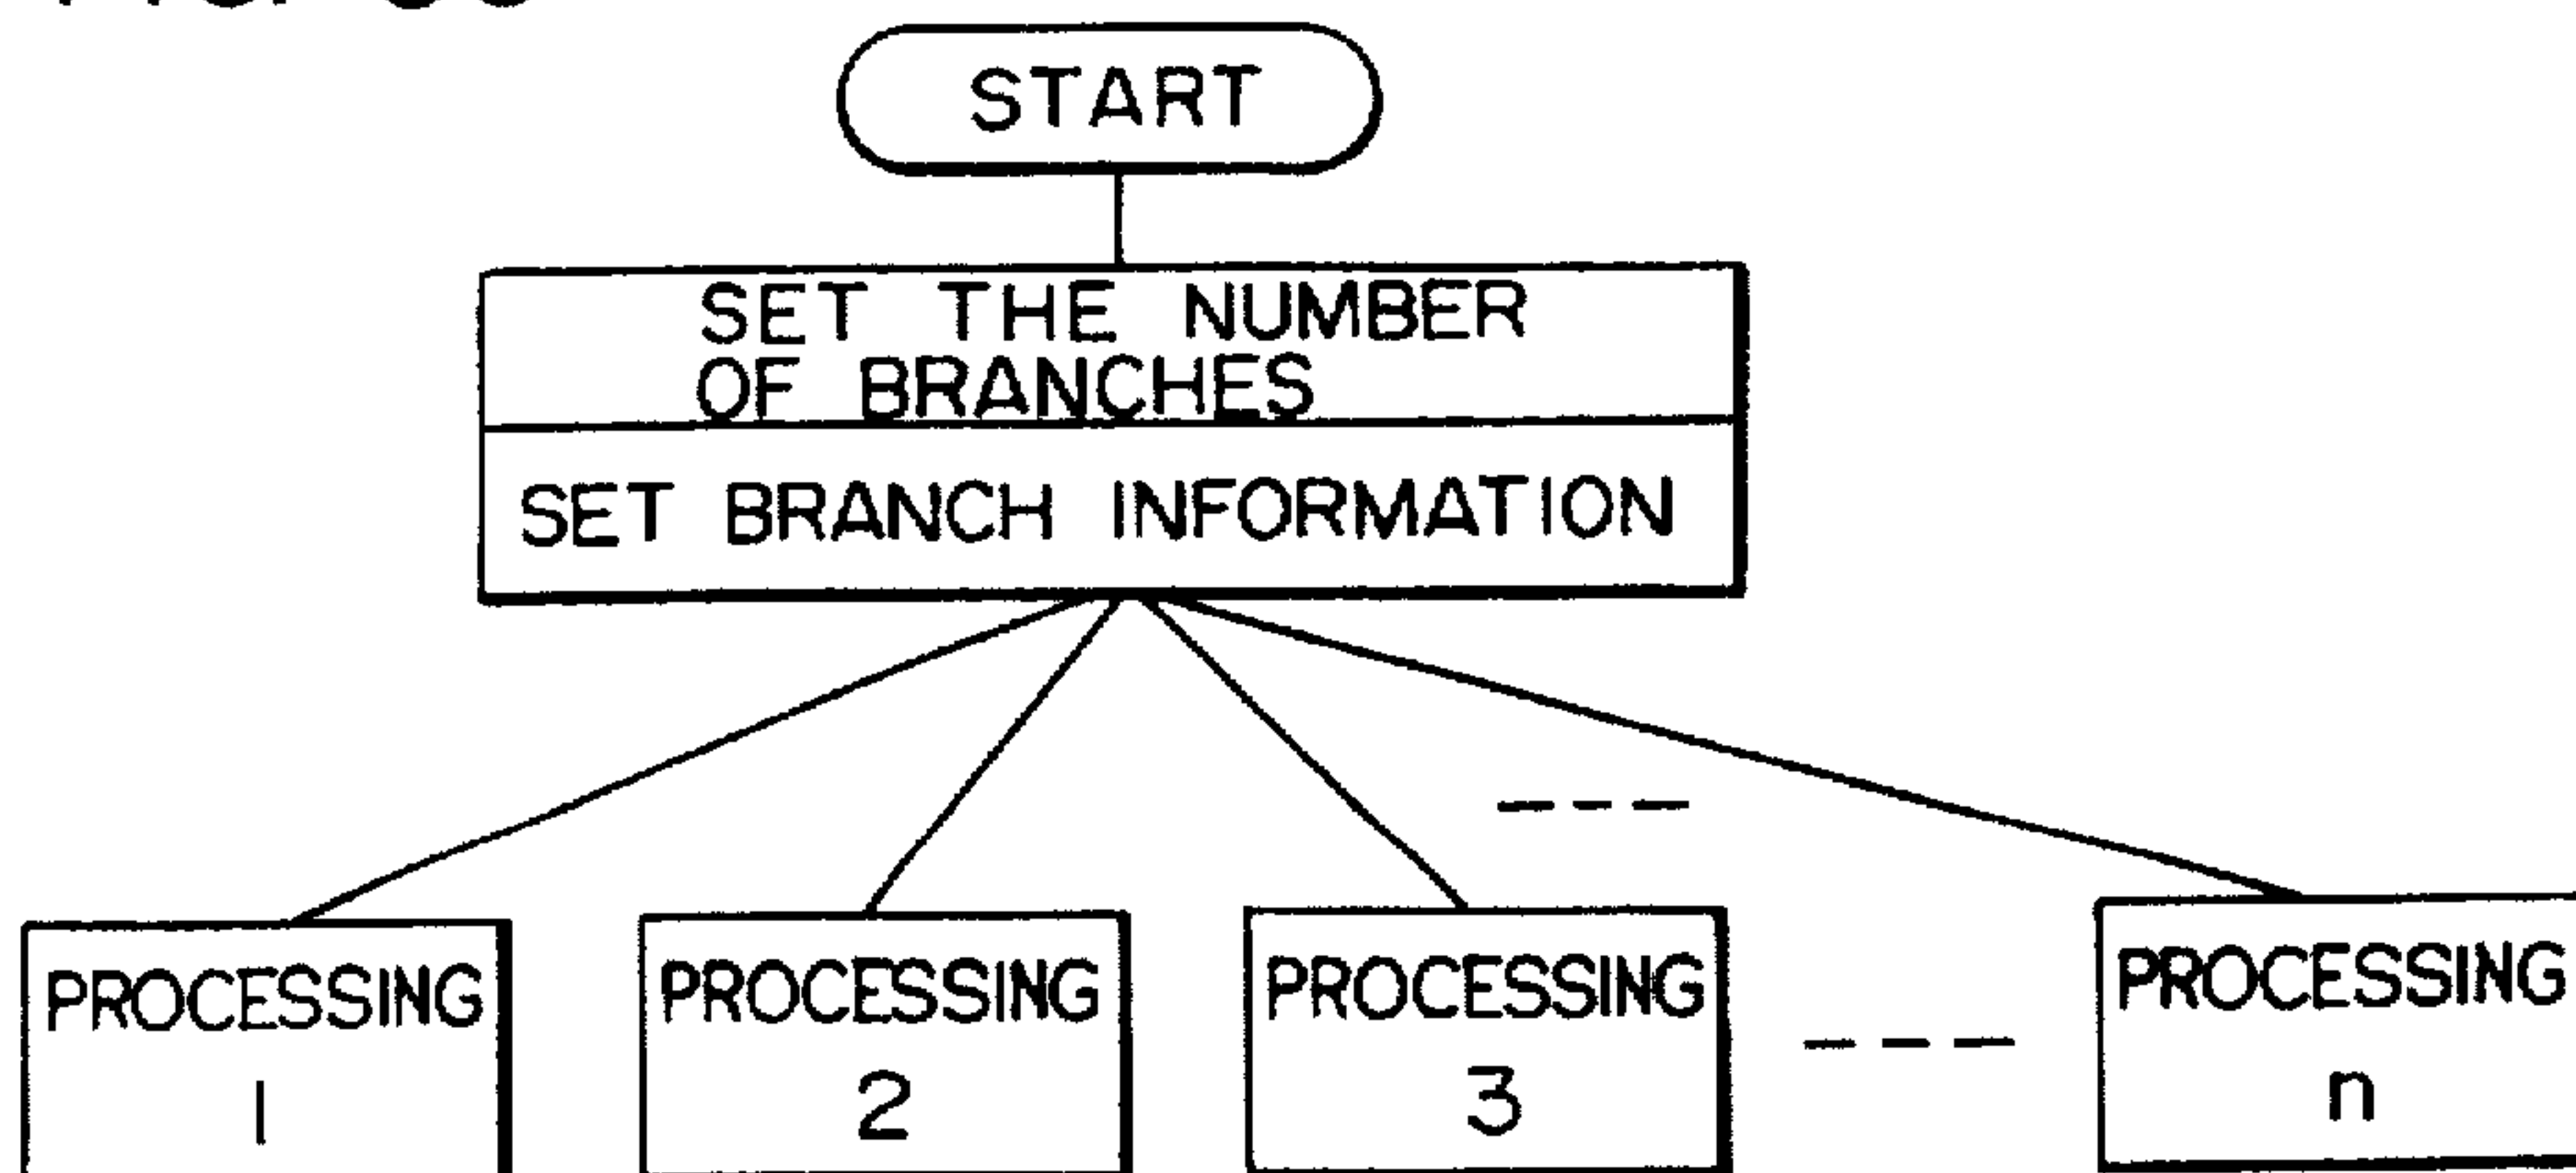 START
SET THE NUMBER
OF BRANCHES
SET BRANCH INFORMATION
PROCESSING
1
PROCESSING
2
PROCESSING
3
PROCESSING
n